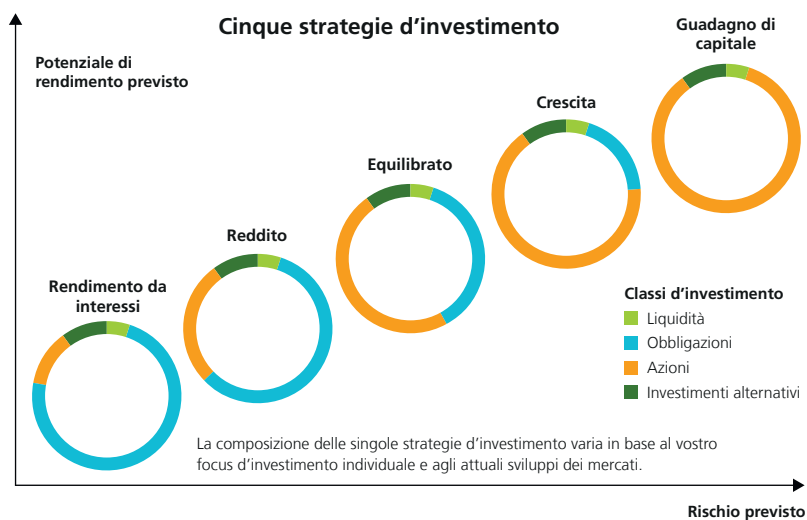 Cinque strategie d’investimento
Potenziale di
rendimento previsto
Guadagno di
capitale
Crescita
Equilibrato
Reddito
Rendimento da
interessi
Classi d’investimento
Liquidità
Obbligazioni
Azioni
Investimenti alternativi
La composizione delle singole strategie d’investimento varia in base al vostro
focus d’investimento individuale e agli attuali sviluppi dei mercati.
Rischio previsto